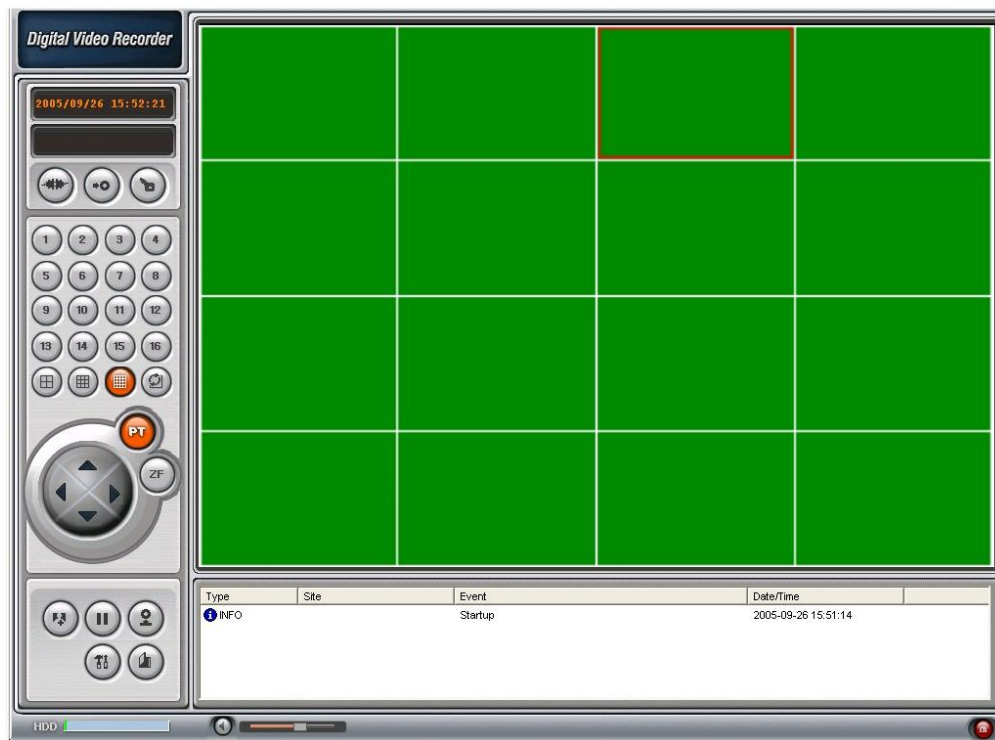 Digital Video Recorder
2005/09/26 15:52:21
1 2 3 4
5 6 7 8
9 10 11 12
13 14 15 16
PT
ZF
Type Site Event Date/Time
INFO Startup 2005-09-26 15:51:14
HDD